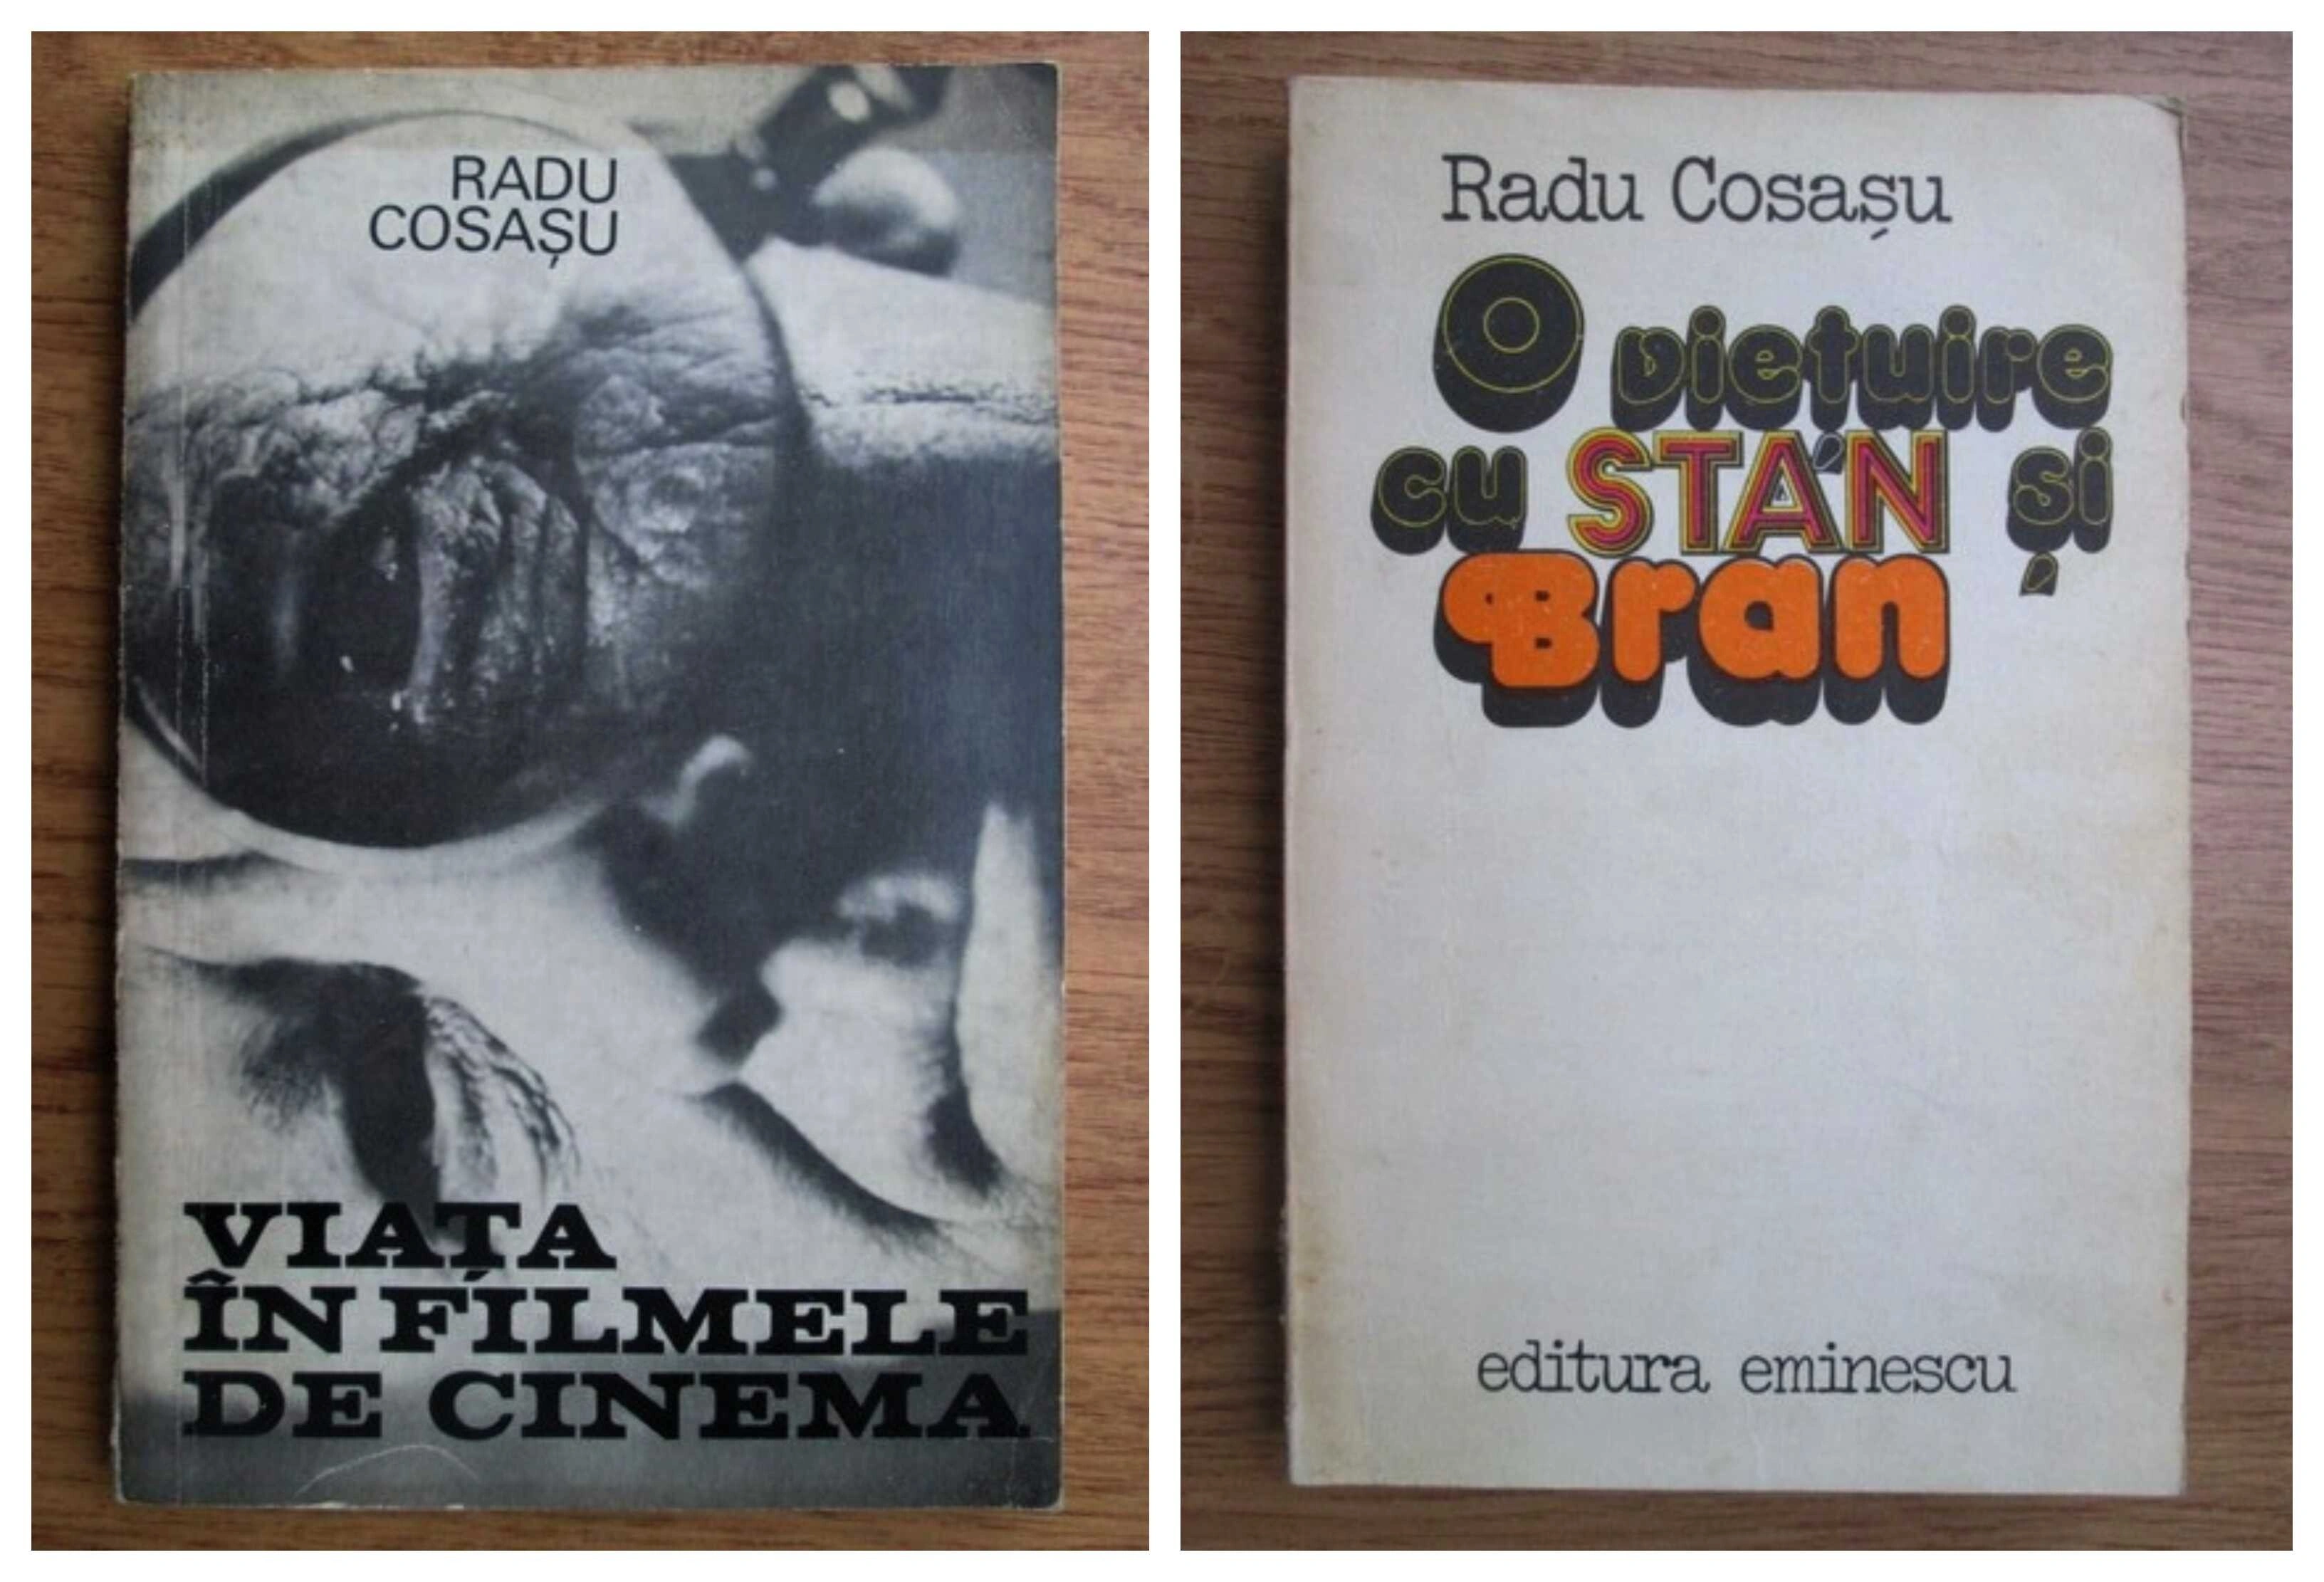 RADU
COSAȘU
VIAȚA
ÎN FILMELE
DE CINEMA
Radu Cosașu
O viețuire
cu STAN și
Bran
editura eminescu